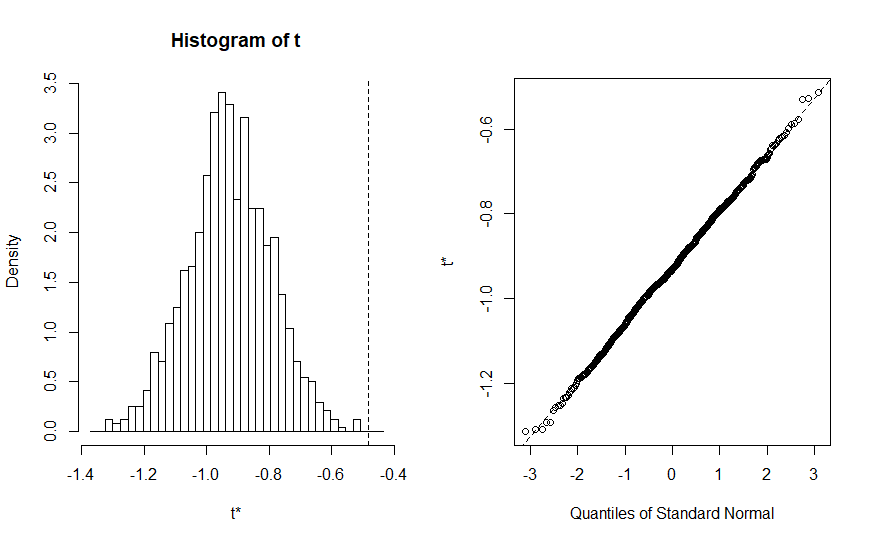 Histogram of t
Density
0.0 0.5 1.0 1.5 2.0 2.5 3.0 3.5
-1.4 -1.2 -1.0 -0.8 -0.6 -0.4
t*
t*
-1.2 -1.0 -0.8 -0.6
-3 -2 -1 0 1 2 3
Quantiles of Standard Normal